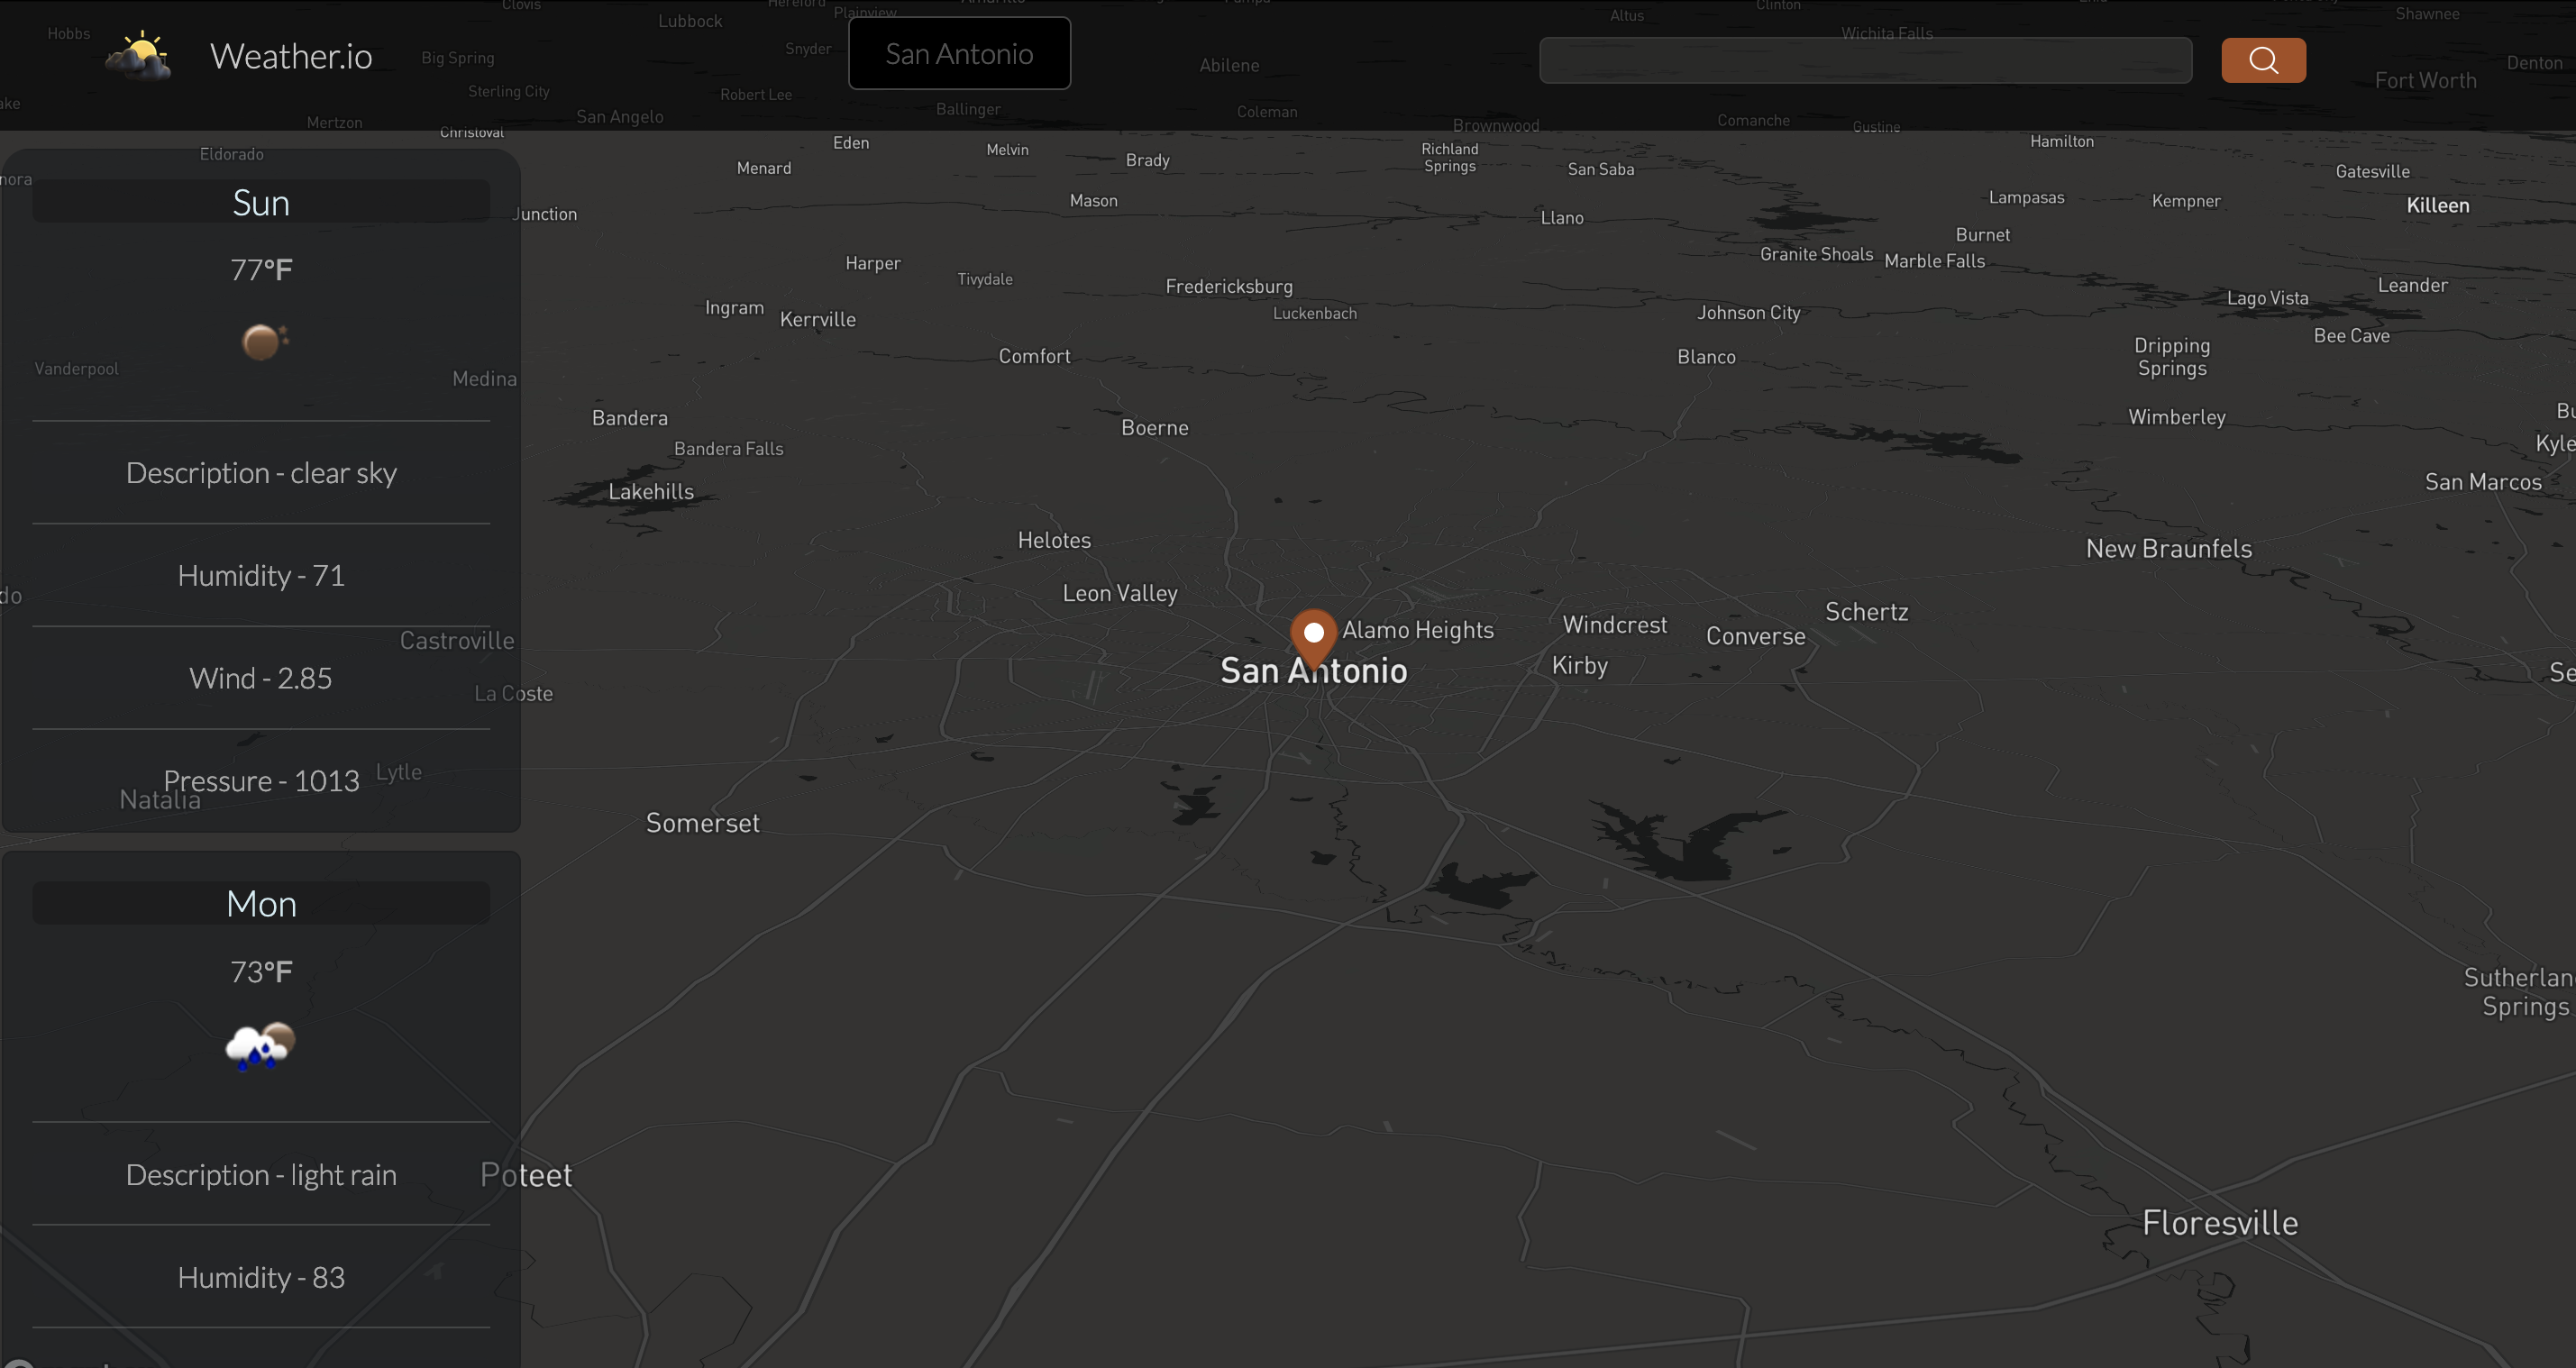 Clovis
Hereford
Plainview
Altus
Clinton
Shawnee
Hobbs
Lubbock
Wichita Falls
Weather.io
Big Spring
Snyder
San Antonio
Abilene
Denton
Fort Worth
Sterling City
Robert Lee
Ballinger
Coleman
Mertzon
San Angelo
Comanche
Christoval
Brownwood
Gustine
Eden
Melvin
Hamilton
Eldorado
Menard
Brady
Richland
Springs
San Saba
Gatesville
Sun
Junction
Mason
Llano
Lampasas
Kempner
Killeen
Burnet
77°F
Harper
Tivydale
Fredericksburg
Granite Shoals
Marble Falls
Leander
Ingram
Kerrville
Luckenbach
Johnson City
Lago Vista
Bee Cave
Vanderpool
Medina
Comfort
Blanco
Dripping
Springs
Bandera
Boerne
Wimberley
Bandera Falls
Kyle
Description - clear sky
Lakehills
San Marcos
Helotes
New Braunfels
Humidity - 71
Leon Valley
Castroville
Alamo Heights
Windcrest
Converse
Schertz
Wind - 2.85
La Coste
San Antonio
Kirby
Pressure - 1013
Lytle
Natalia
Somerset
Mon
73°F
Sutherlan
Springs
Description - light rain
Poteet
Floresville
Humidity - 83